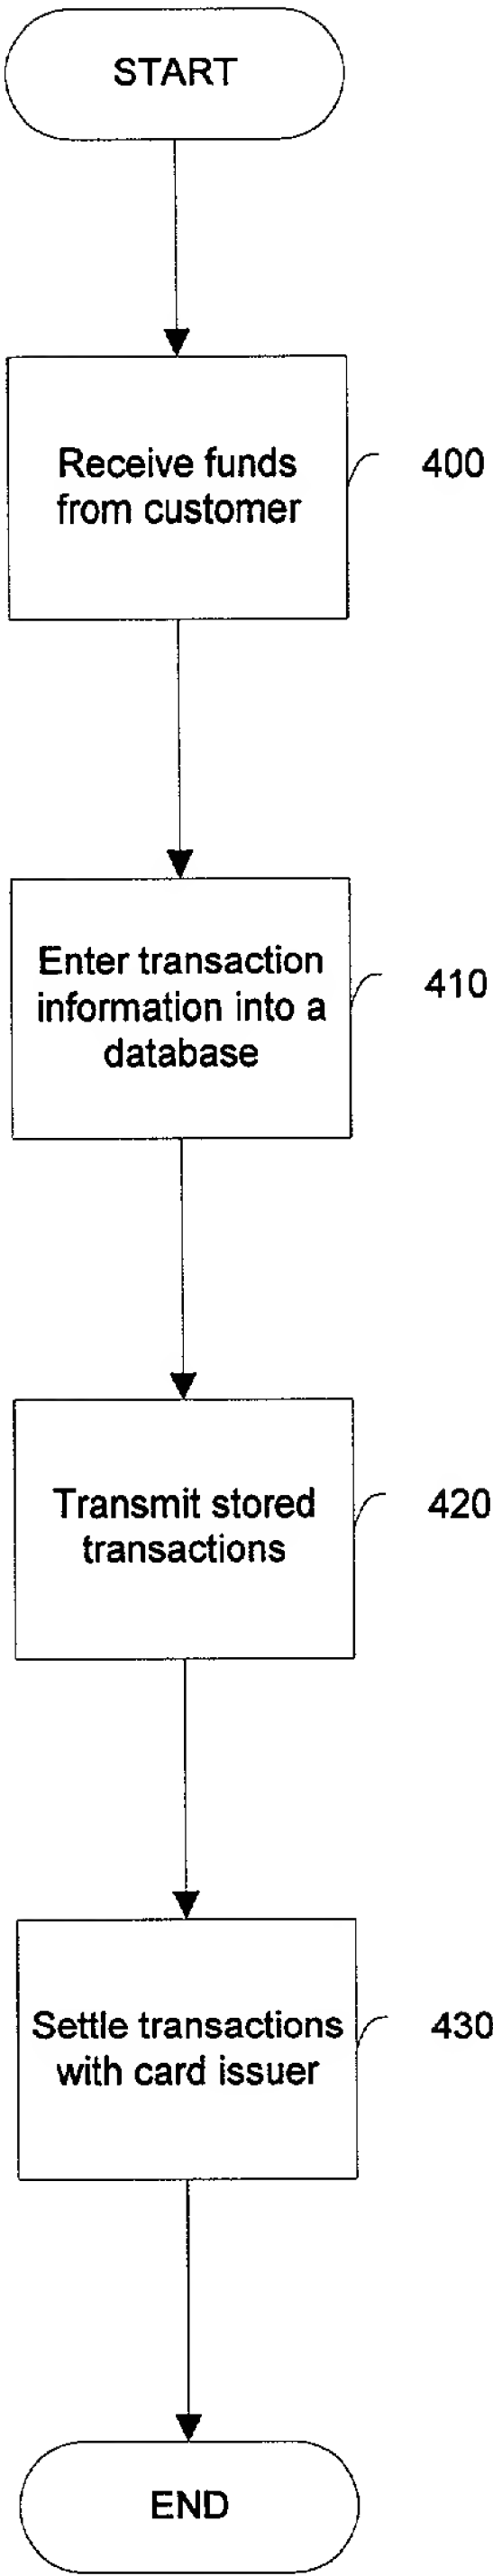 START
Receive funds
from customer
400
Enter transaction
information into a
database
410
Transmit stored
transactions
420
Settle transactions
with card issuer
430
END